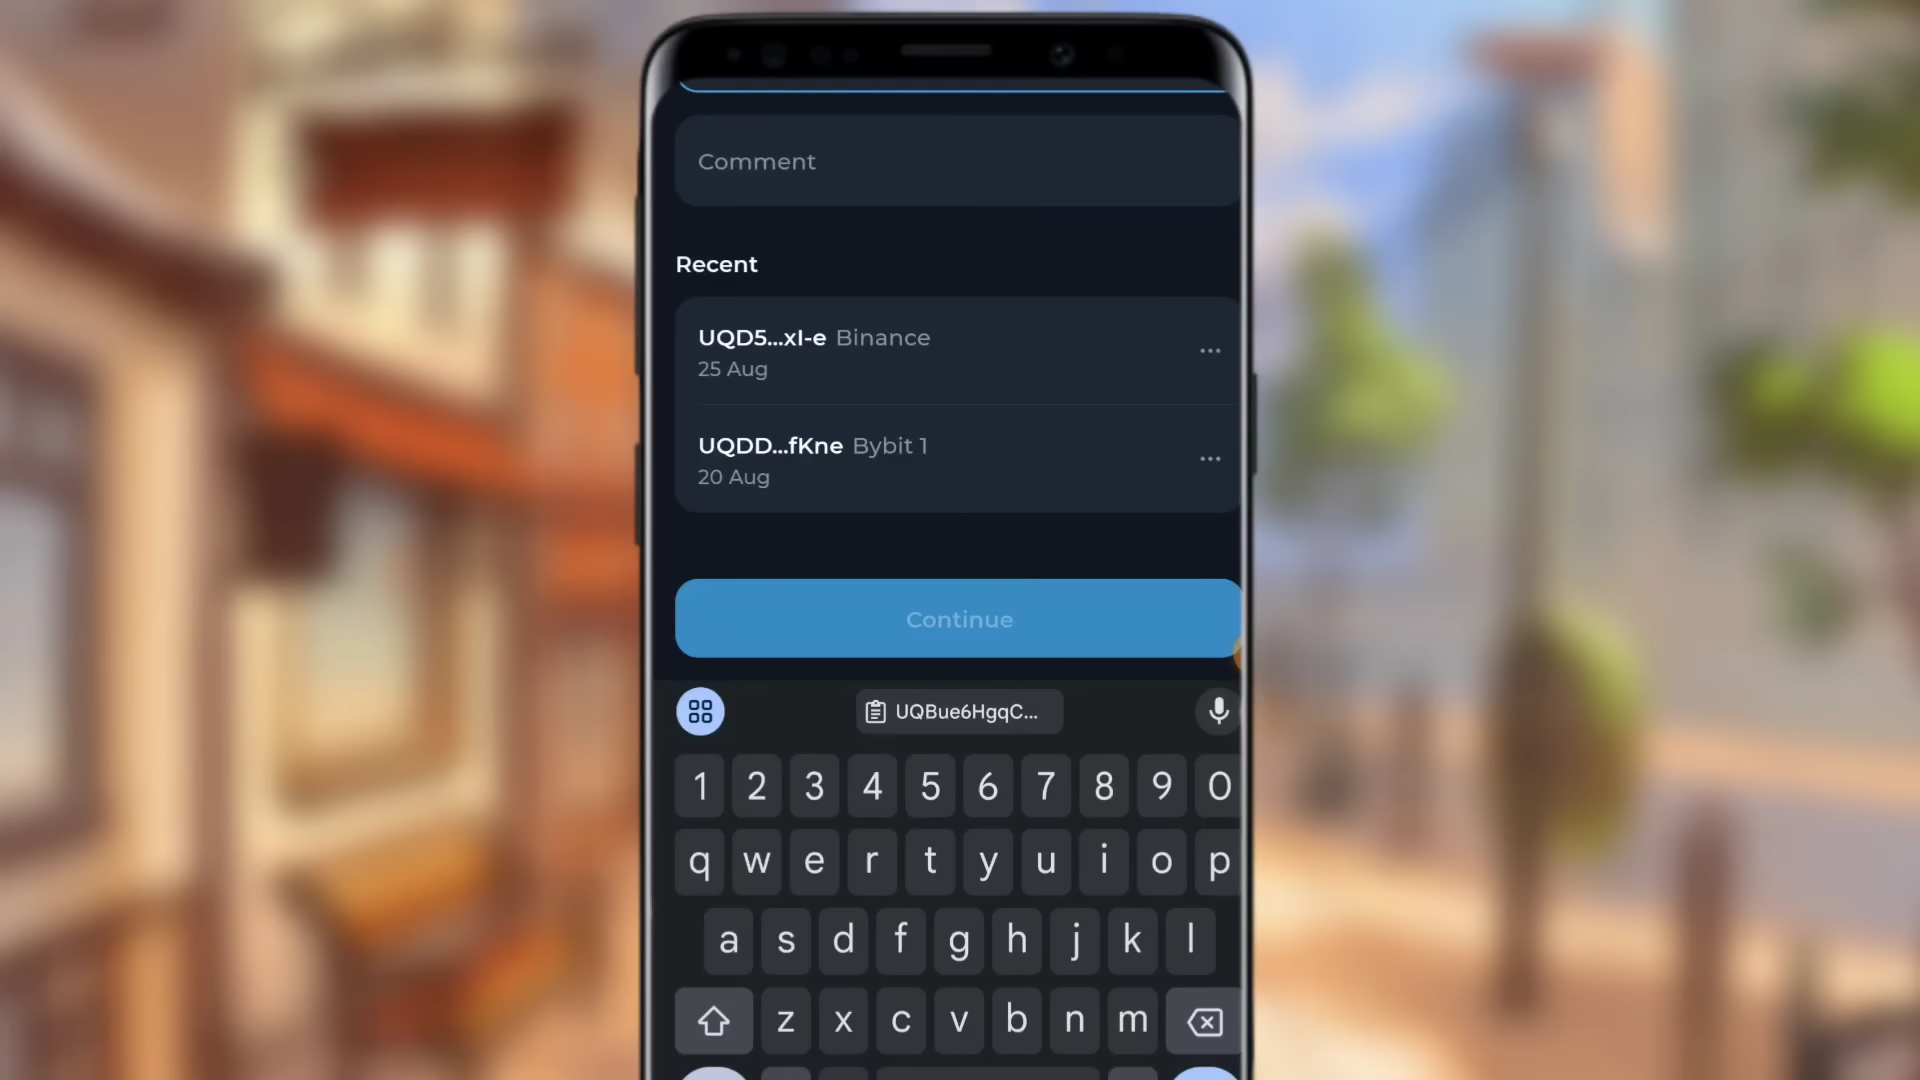 Comment
Recent
UQD5...xI-e Binance
25 Aug
UQDD...fKne Bybit 1
20 Aug
Continue
UQBue6HgqC...
1 2 3 4 5 6 7 8 9 0
q w e r t y u i o p
a s d f g h j k l
z x c v b n m